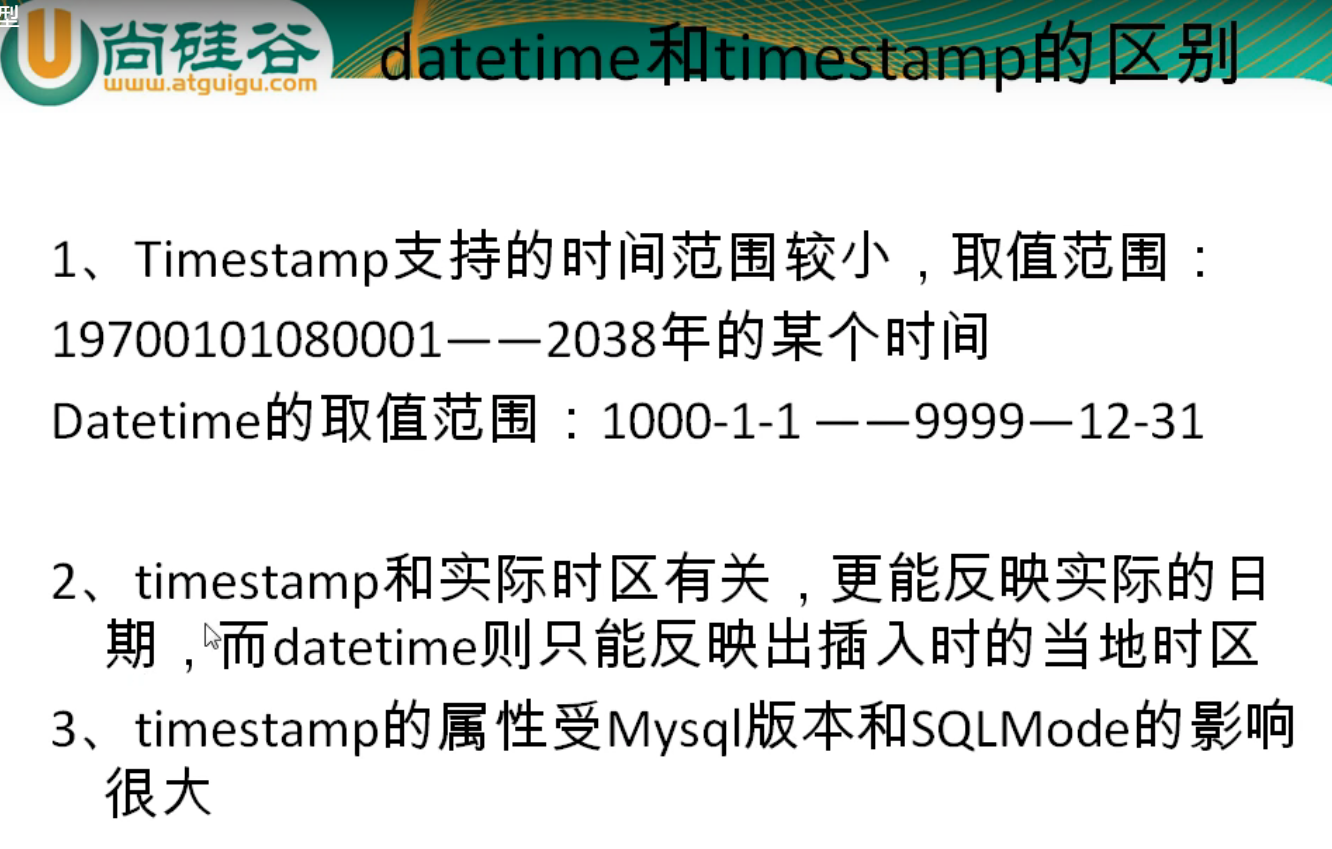 型
尚硅谷
www.atguigu.com
datetime和timestamp的区别
1、Timestamp支持的时间范围较小，取值范围：
19700101080001——2038年的某个时间
Datetime的取值范围：1000-1-1 ——9999—12-31
2、timestamp和实际时区有关，更能反映实际的日
期，而datetime则只能反映出插入时的当地时区
3、timestamp的属性受Mysql版本和SQLMode的影响
很大